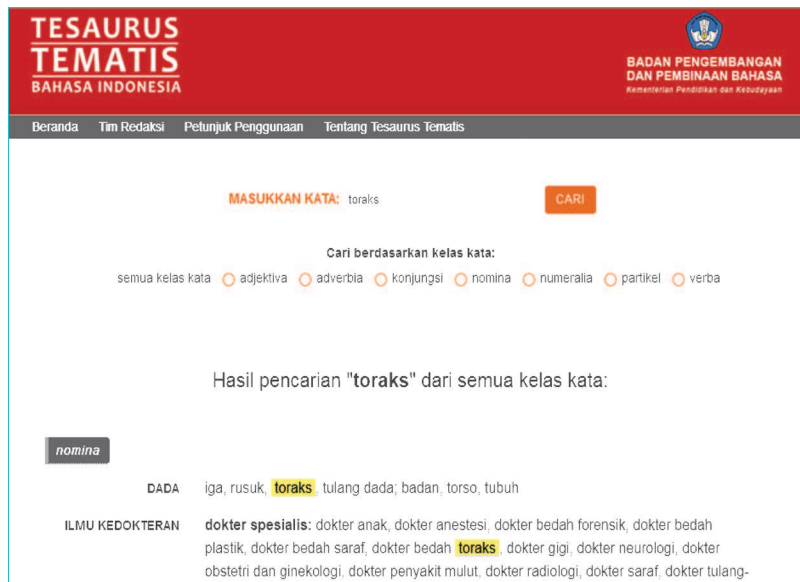 TESAURUS
TEMATIS
BAHASA INDONESIA
BADAN PENGEMBANGAN
DAN PEMBINAAN BAHASA
Kementerian Pendidikan dan Kebudayaan
Beranda Tim Redaksi Petunjuk Penggunaan Tentang Tesaurus Tematis
MASUKKAN KATA: toraks CARI
Cari berdasarkan kelas kata:
semua kelas kata adjektiva adverbia konjungsi nomina numeralia partikel verba
Hasil pencarian "toraks" dari semua kelas kata:
nomina
DADA iga, rusuk, toraks, tulang dada; badan, torso, tubuh
ILMU KEDOKTERAN dokter spesialis: dokter anak, dokter anestesi, dokter bedah forensik, dokter bedah
plastik, dokter bedah saraf, dokter bedah toraks, dokter gigi, dokter neurologi, dokter
obstetri dan ginekologi, dokter penyakit mulut, dokter radiologi, dokter saraf, dokter tulang-